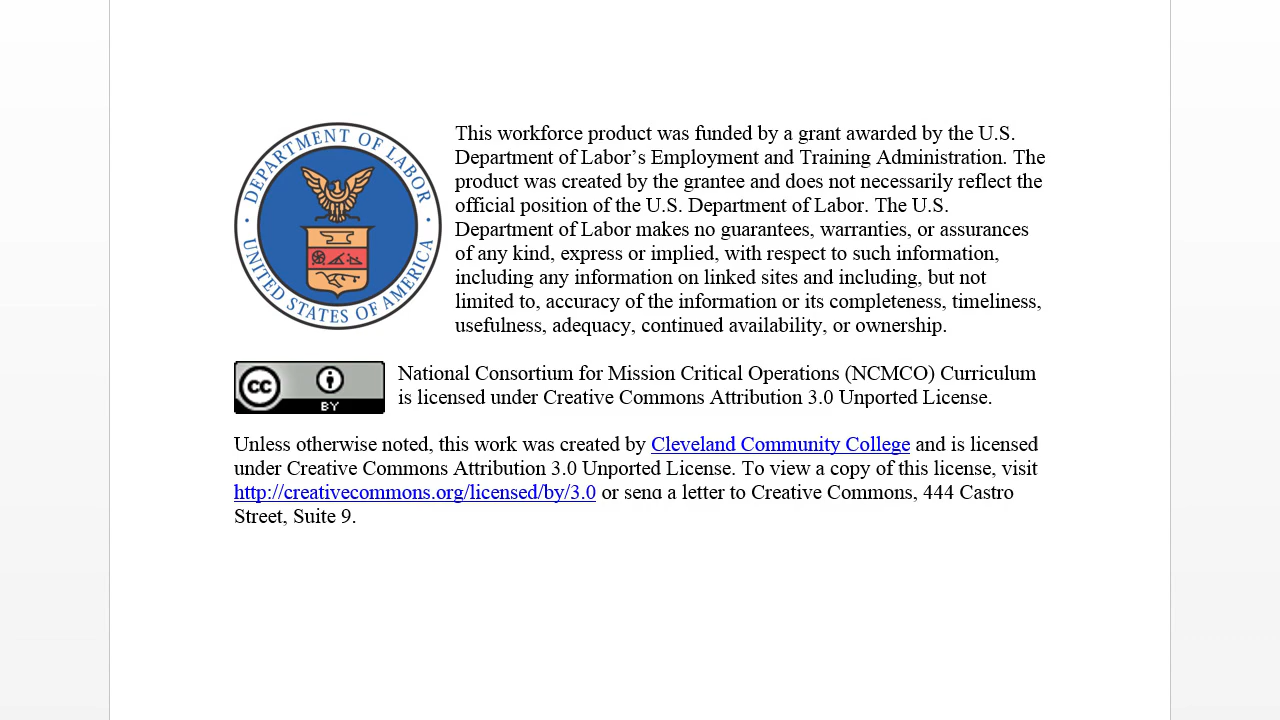 DEPARTMENT OF LABOR
UNITED STATES OF AMERICA
This workforce product was funded by a grant awarded by the U.S.
Department of Labor’s Employment and Training Administration. The
product was created by the grantee and does not necessarily reflect the
official position of the U.S. Department of Labor. The U.S.
Department of Labor makes no guarantees, warranties, or assurances
of any kind, express or implied, with respect to such information,
including any information on linked sites and including, but not
limited to, accuracy of the information or its completeness, timeliness,
usefulness, adequacy, continued availability, or ownership.
cc
BY
National Consortium for Mission Critical Operations (NCMCO) Curriculum
is licensed under Creative Commons Attribution 3.0 Unported License.
Unless otherwise noted, this work was created by Cleveland Community College and is licensed
under Creative Commons Attribution 3.0 Unported License. To view a copy of this license, visit
http://creativecommons.org/licensed/by/3.0 or send a letter to Creative Commons, 444 Castro
Street, Suite 9.